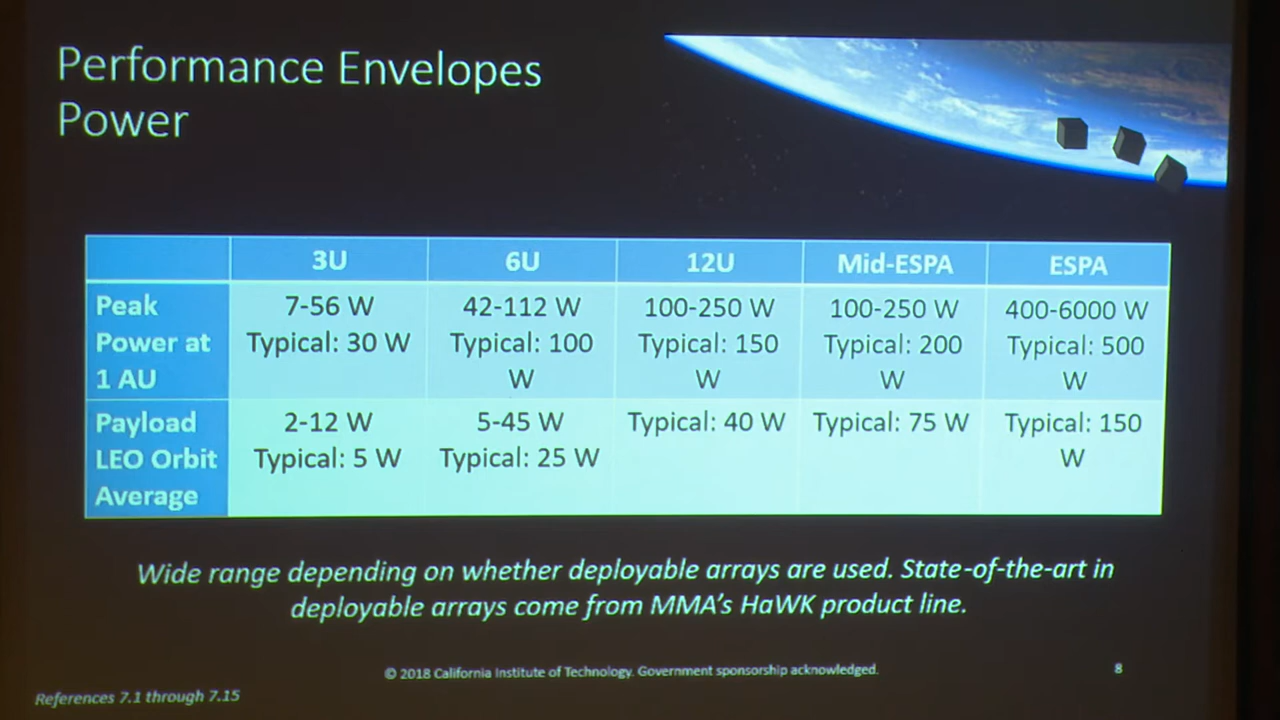 Performance Envelopes
Power
3U 6U 12U Mid-ESPA ESPA
Peak Power at 1 AU
7-56 W
Typical: 30 W
42-112 W
Typical: 100
W
100-250 W
Typical: 150
W
100-250 W
Typical: 200
W
400-6000 W
Typical: 500
W
Payload LEO Orbit Average
2-12 W
Typical: 5 W
5-45 W
Typical: 25 W
Typical: 40 W
Typical: 75 W
Typical: 150
W
Wide range depending on whether deployable arrays are used. State-of-the-art in
deployable arrays come from MMA's HaWK product line.
© 2018 California Institute of Technology. Government sponsorship acknowledged.
8
References 7.1 through 7.15